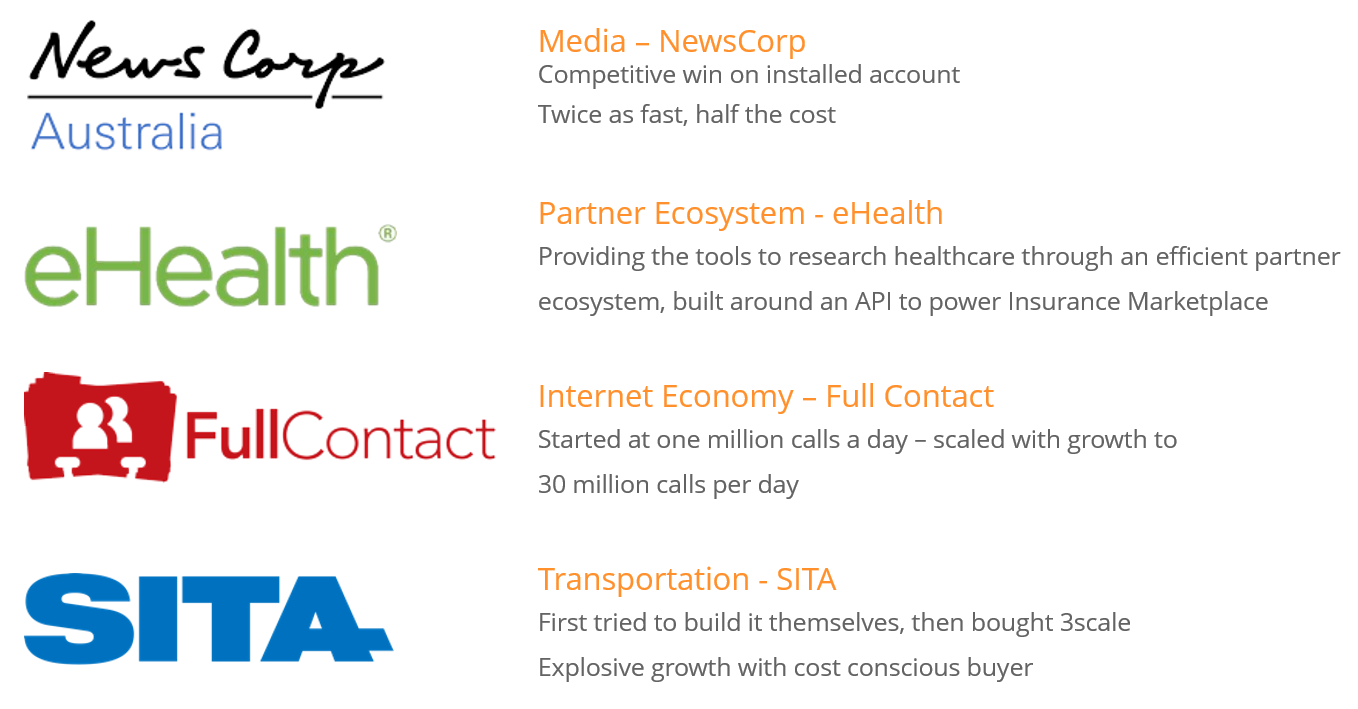 News Corp
Australia
Media – NewsCorp
Competitive win on installed account
Twice as fast, half the cost
eHealth®
Partner Ecosystem - eHealth
Providing the tools to research healthcare through an efficient partner
ecosystem, built around an API to power Insurance Marketplace
FullContact
Internet Economy – Full Contact
Started at one million calls a day – scaled with growth to
30 million calls per day
SITA
Transportation - SITA
First tried to build it themselves, then bought 3scale
Explosive growth with cost conscious buyer